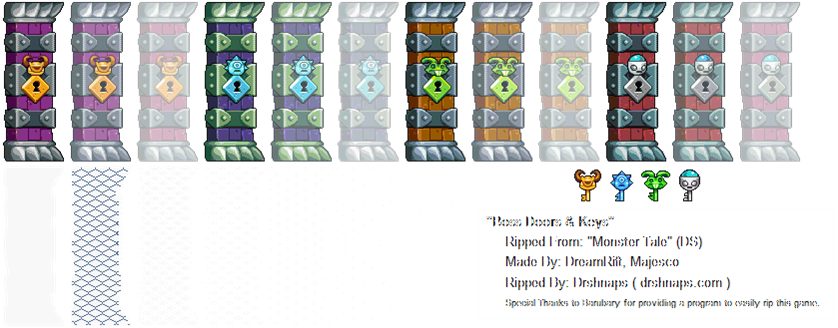 "Boss Doors & Keys"
Ripped From: "Monster Tale" (DS)
Made By: DreamRift, Majesco
Ripped By: Drshnaps ( drshnaps.com )
Special Thanks to Barubary for providing a program to easily rip this game.